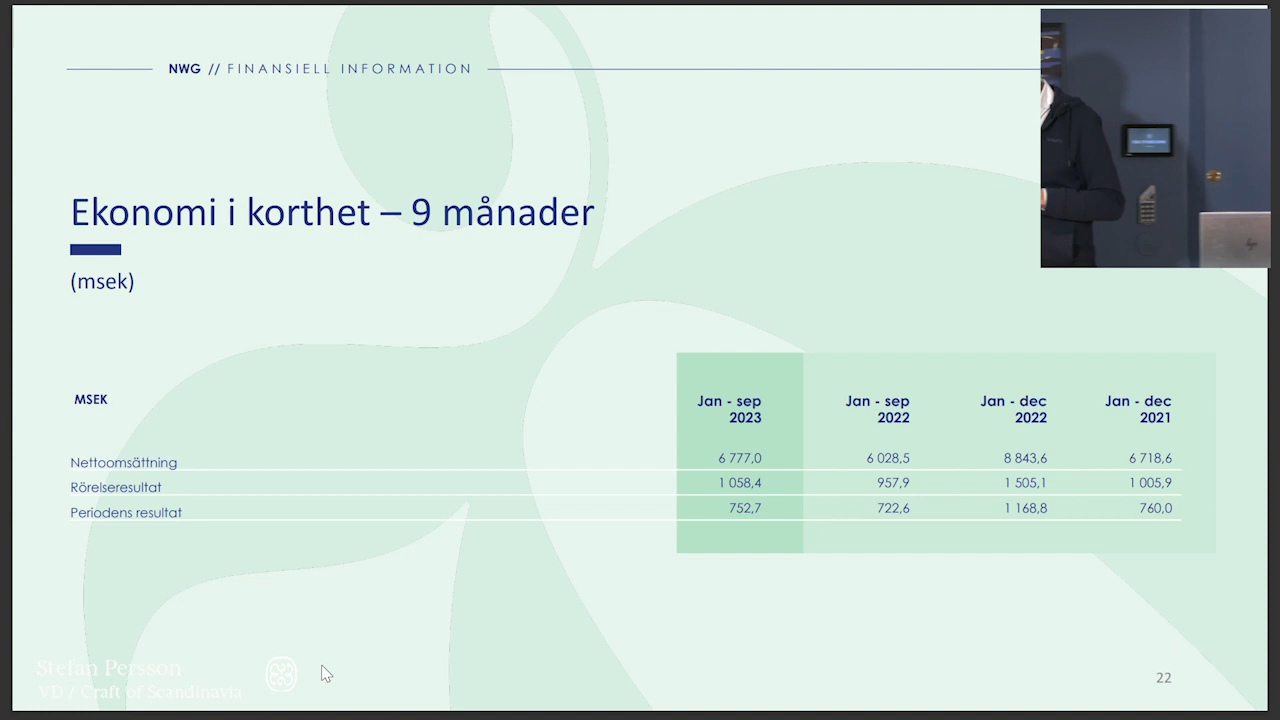 NWG // FINANSIELL INFORMATION
Ekonomi i korthet – 9 månader
(msek)
MSEK Jan - sep 2023 Jan - sep 2022 Jan - dec 2022 Jan - dec 2021
Nettoomsättning 6 777,0 6 028,5 8 843,6 6 718,6
Rörelseresultat 1 058,4 957,9 1 505,1 1 005,9
Periodens resultat 752,7 722,6 1 168,8 760,0
Stefan Persson
VD / Craft of Scandinavia
22